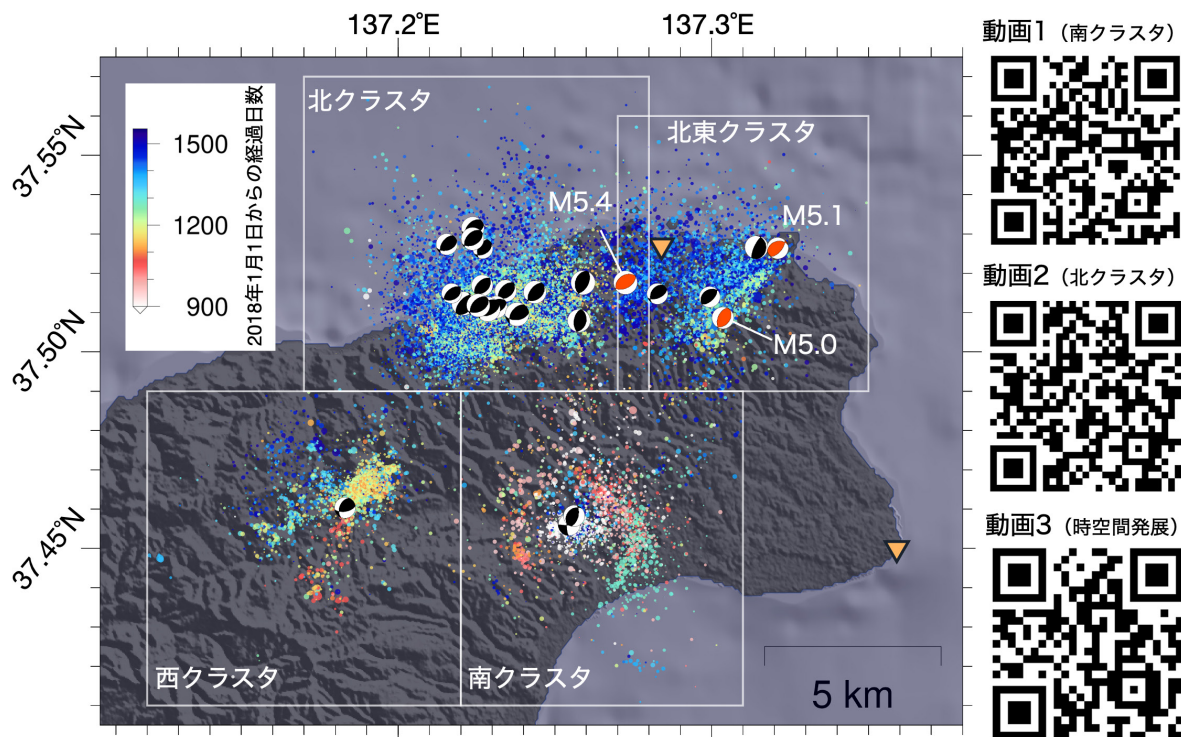 137.2°E
137.3°E
動画1 (南クラスタ)
北クラスタ
北東クラスタ
1500
1200
900
2018年1月1日からの経過日数
37.55°N
M5.4
M5.1
動画2 (北クラスタ)
37.50°N
M5.0
動画3 (時空間発展)
37.45°N
西クラスタ
南クラスタ
5 km